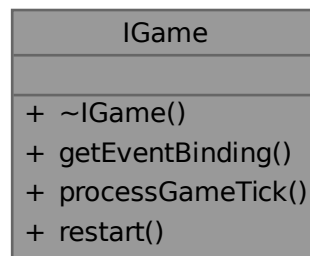 IGame
+ ~IGame()
+ getEventBinding()
+ processGameTick()
+ restart()